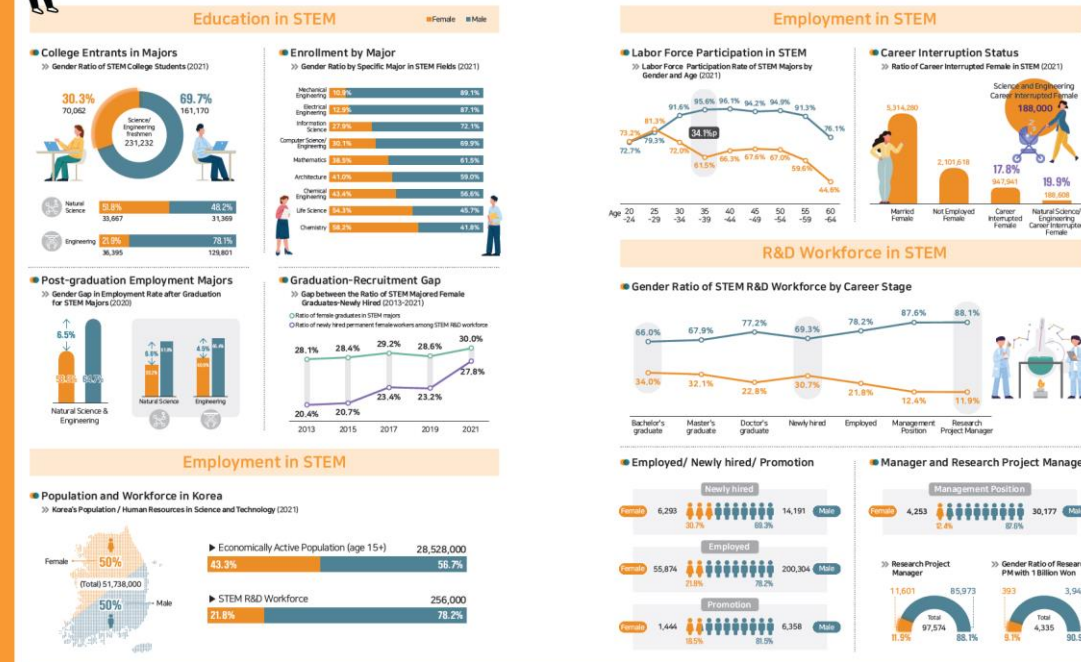 Education in STEM
Female Male
College Entrants in Majors
Gender Ratio of STEM College Students (2021)
30.3%
70,062
69.7%
161,170
Science/
Engineering
freshmen
231,232
Natural
Science
51.8%
48.2%
33,667
31,369
Engineering
21.9%
78.1%
36,395
129,801
Enrollment by Major
Gender Ratio by Specific Major in STEM Fields (2021)
Mechanical
Engineering
10.9%
89.1%
Electrical
Engineering
12.9%
87.1%
Information
Science
27.9%
72.1%
Computer Science/
Engineering
30.1%
69.9%
Mathematics
38.5%
61.5%
Architecture
41.0%
59.0%
Chemical
Engineering
43.4%
56.6%
Life Science
54.3%
45.7%
Chemistry
58.2%
41.8%
Post-graduation Employment Majors
Gender Gap in Employment Rate after Graduation
for STEM Majors (2020)
6.5%
Natural Science &
Engineering
Natural Science
4.9%
Engineering
Graduation-Recruitment Gap
Gap between the Ratio of STEM Majored Female
Graduates-Newly Hired (2013-2021)
Ratio of female graduates in STEM majors
Ratio of newly hired permanent female workers among STEM R&D workforce
28.1%
28.4%
29.2%
28.6%
30.0%
20.4%
20.7%
23.4%
23.2%
27.8%
2013
2015
2017
2019
2021
Employment in STEM
Population and Workforce in Korea
Korea's Population / Human Resources in Science and Technology (2021)
Female
50%
(Total) 51,738,000
50%
Male
▶ Economically Active Population (age 15+)
28,528,000
43.3%
56.7%
▶ STEM R&D Workforce
256,000
21.8%
78.2%
Employment in STEM
Labor Force Participation in STEM
Labor Force Participation Rate of STEM Majors by
Gender and Age (2021)
73.2%
81.3%
72.0%
61.5%
66.3%
67.6%
67.0%
59.6%
44.6%
72.7%
79.3%
91.6%
95.6%
96.1%
94.2%
94.9%
91.3%
76.1%
34.1%p
Age
20
-24
25
-29
30
-34
35
-39
40
-44
45
-49
50
-54
55
-59
60
-64
Career Interruption Status
Ratio of Career Interrupted Female in STEM (2021)
Science and Engineering
Career Interrupted Female
188,000
5,314,280
2,101,618
17.8%
947,941
19.9%
188,608
Married
Female
Not Employed
Female
Career
Interrupted
Female
Natural Science/
Engineering
Career Interrupted
Female
R&D Workforce in STEM
Gender Ratio of STEM R&D Workforce by Career Stage
66.0%
67.9%
77.2%
69.3%
78.2%
87.6%
88.1%
34.0%
32.1%
22.8%
30.7%
21.8%
12.4%
11.9%
Bachelor's
graduate
Master's
graduate
Doctor's
graduate
Newly hired
Employed
Management
Position
Research
Project Manager
Employed/ Newly hired/ Promotion
Newly hired
Female
6,293
14,191
Male
30.7%
69.3%
Employed
Female
55,874
200,304
Male
21.8%
78.2%
Promotion
Female
1,444
6,358
Male
18.5%
81.5%
Manager and Research Project Manage
Management Position
Female
4,253
30,177
Mal
12.4%
87.6%
Research Project
Manager
11,601
85,973
Total
97,574
11.9%
88.1%
Gender Ratio of Resear
PM with 1 Billion Won
393
3,94
Total
4,335
9.1%
90.9